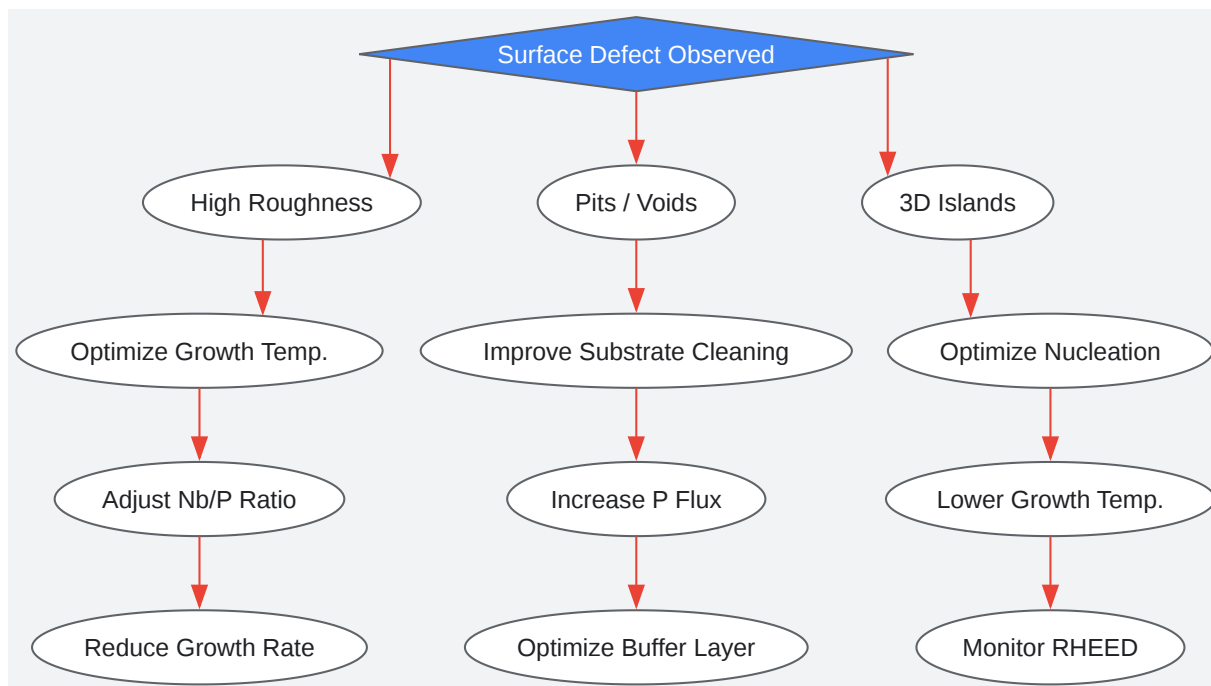 Surface Defect Observed
High Roughness
Pits / Voids
3D Islands
Optimize Growth Temp.
Improve Substrate Cleaning
Optimize Nucleation
Adjust Nb/P Ratio
Increase P Flux
Lower Growth Temp.
Reduce Growth Rate
Optimize Buffer Layer
Monitor RHEED